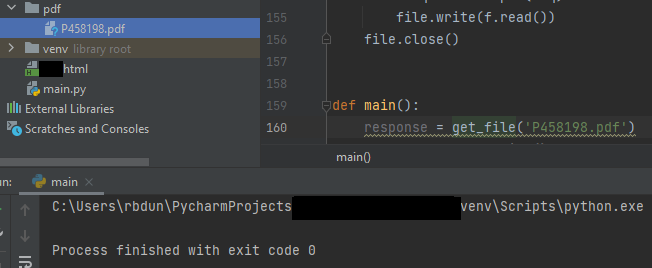 pdf
P458198.pdf
venv library root
html
main.py
External Libraries
Scratches and Consoles
155 file.write(f.read())
156 file.close()
157
158
159 def main():
160 response = get_file('P458198.pdf')
main()
un: main ×
C:\Users\rbdun\PycharmProjects venv\Scripts\python.exe
Process finished with exit code 0